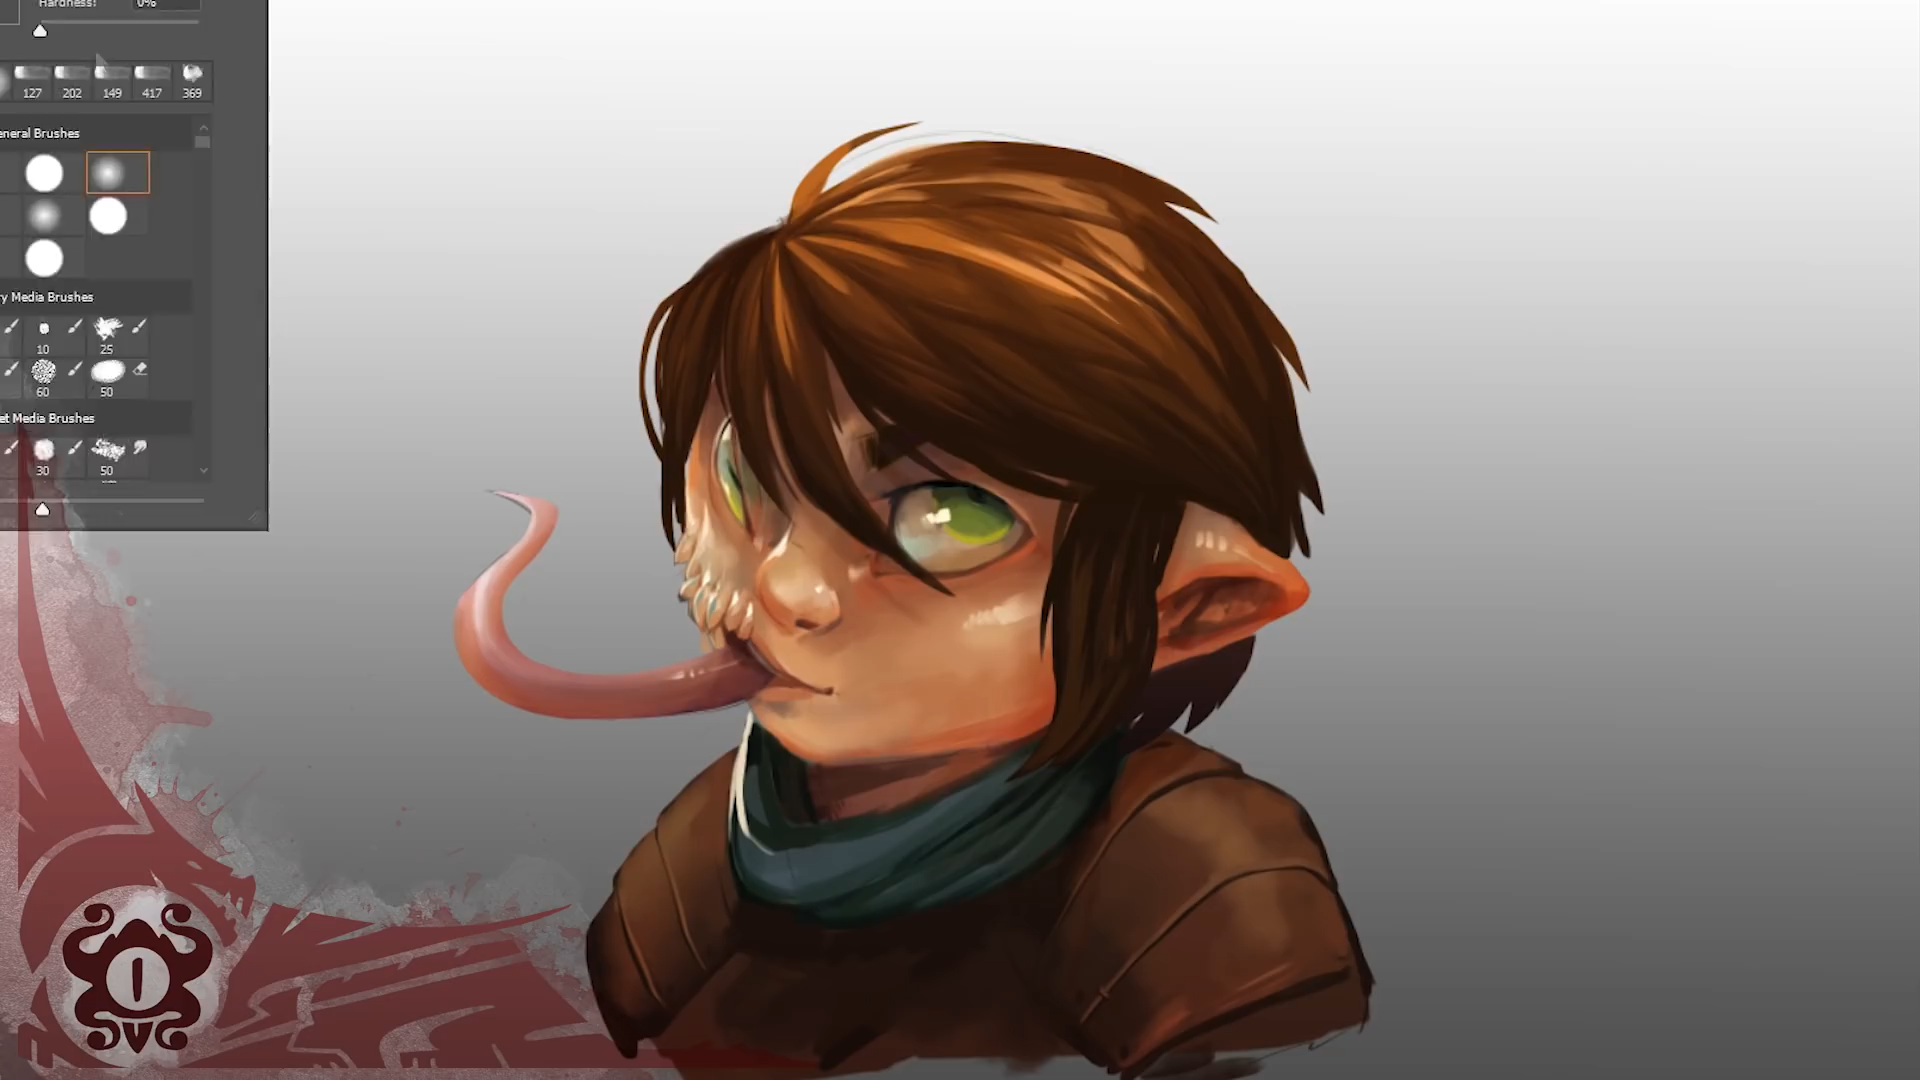 Hardness: 0%
127 202 149 417 369
eneral Brushes
ry Media Brushes
10 25
60 50
et Media Brushes
30 50